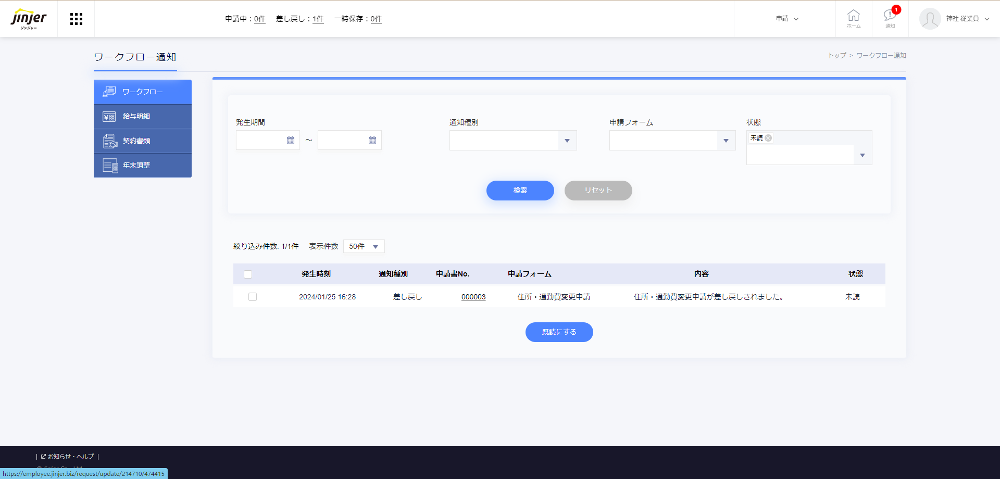 jinjer
ジンジャー
申請中：0件 差し戻し：1件 一時保存：0件
申請
ホーム
1
通知
神社 従業員
ワークフロー通知
トップ > ワークフロー通知
ワークフロー
給与明細
契約書類
年末調整
発生期間
～
通知種別
申請フォーム
状態
未読
検索
リセット
絞り込み件数: 1/1件 表示件数 50件
発生時刻 通知種別 申請書No. 申請フォーム 内容 状態
2024/01/25 16:28 差し戻し 000003 住所・通勤費変更申請 住所・通勤費変更申請が差し戻しされました。 未読
既読にする
| お知らせ・ヘルプ |
https://employee.jinjer.biz/request/update/214710/474415